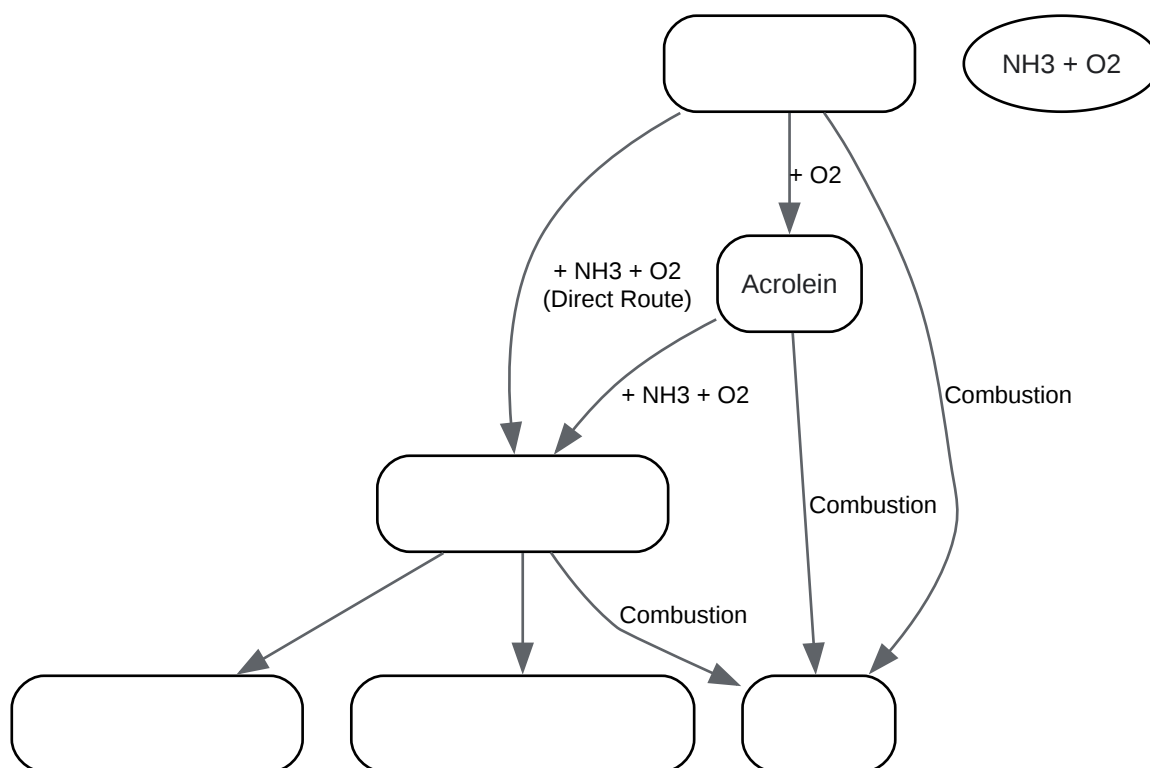 NH3 + O2
+ O2
+ NH3 + O2
(Direct Route)
Acrolein
+ NH3 + O2
Combustion
Combustion
Combustion